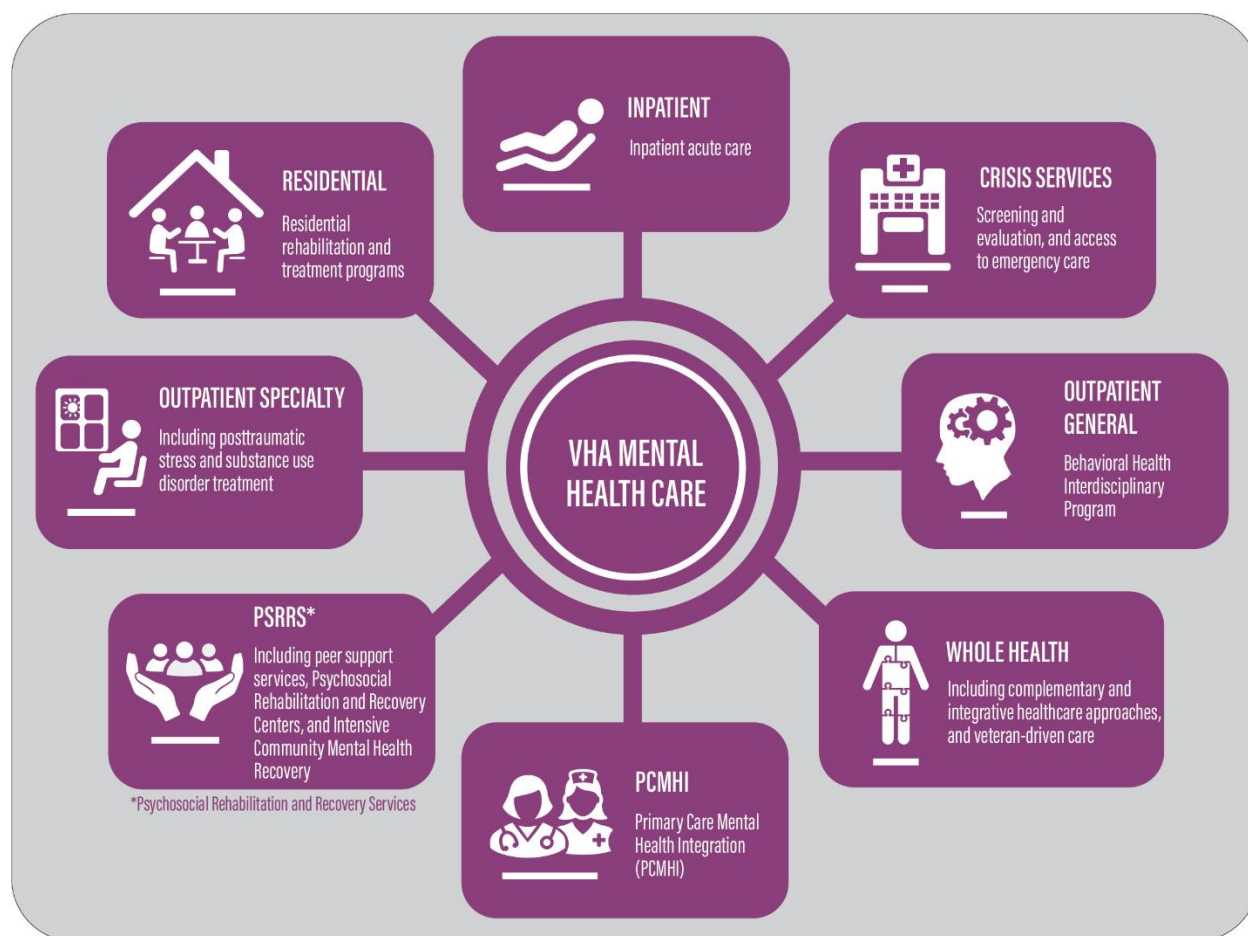 INPATIENT
Inpatient acute care
RESIDENTIAL
Residential
rehabilitation and
treatment programs
CRISIS SERVICES
Screening and
evaluation, and access
to emergency care
OUTPATIENT SPECIALTY
Including posttraumatic
stress and substance use
disorder treatment
VHA MENTAL
HEALTH CARE
OUTPATIENT
GENERAL
Behavioral Health
Interdisciplinary
Program
PSRRS*
Including peer support
services, Psychosocial
Rehabilitation and Recovery
Centers, and Intensive
Community Mental Health
Recovery
*Psychosocial Rehabilitation and Recovery Services
WHOLE HEALTH
Including complementary and
integrative healthcare approaches,
and veteran-driven care
PCMHI
Primary Care Mental
Health Integration
(PCMHI)